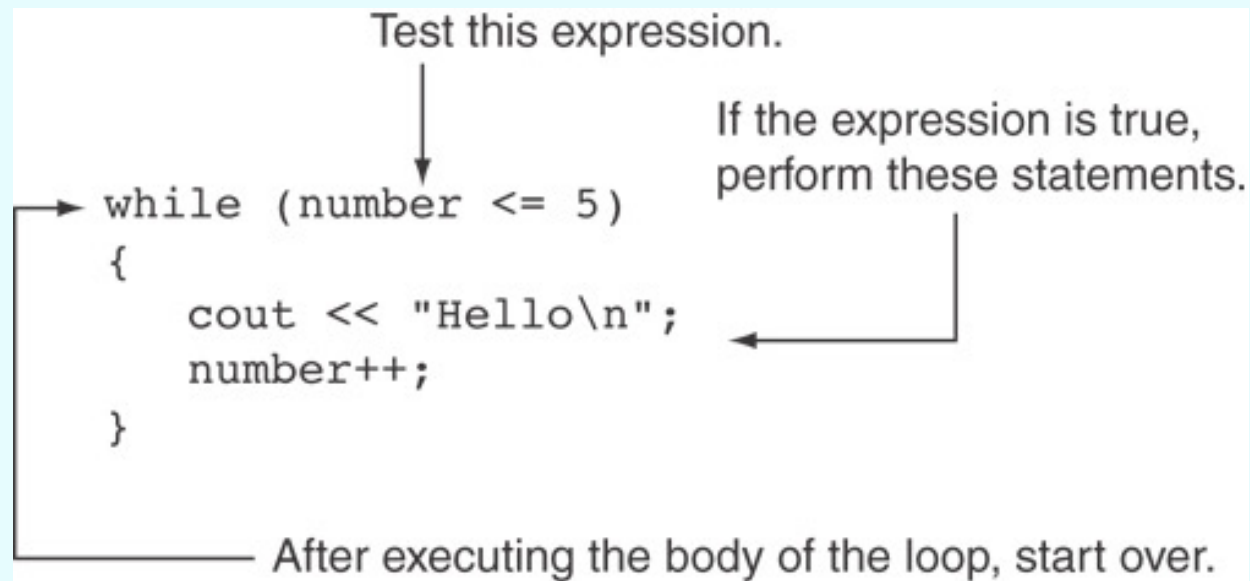 Test this expression.
If the expression is true,
perform these statements.
while (number <= 5)
{
cout << "Hello\n";
number++;
}
After executing the body of the loop, start over.